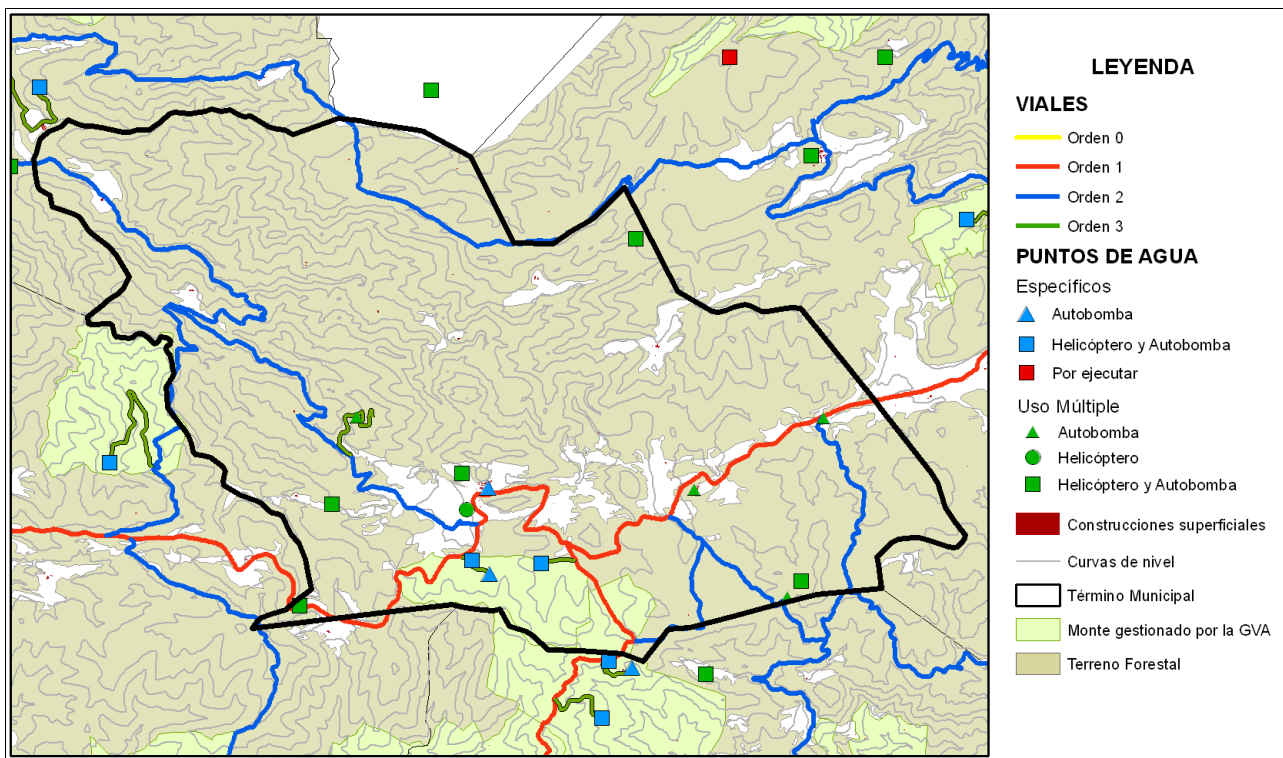 LEYENDA
VIALES
Orden 0
Orden 1
Orden 2
Orden 3
PUNTOS DE AGUA
Específicos
Autobomba
Helicóptero y Autobomba
Por ejecutar
Uso Múltiple
Autobomba
Helicóptero
Helicóptero y Autobomba
Construcciones superficiales
Curvas de nivel
Término Municipal
Monte gestionado por la GVA
Terreno Forestal